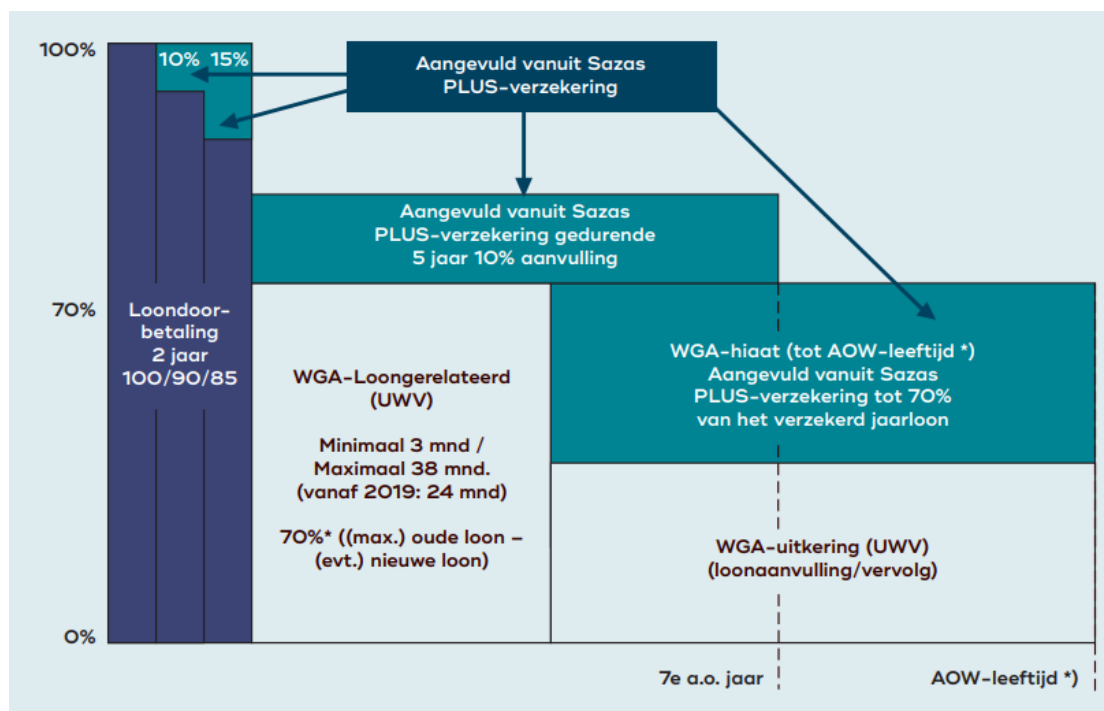 100%
10% 15%
Aangevuld vanuit Sazas
PLUS-verzekering
Aangevuld vanuit Sazas
PLUS-verzekering gedurende
5 jaar 10% aanvulling
70%
Loondoor-
betaling
2 jaar
100/90/85
WGA-Loongerelateerd
(UWV)
Minimaal 3 mnd /
Maximaal 38 mnd.
(vanaf 2019: 24 mnd)
70%* ((max.) oude loon –
(evt.) nieuwe loon)
WGA-hiaat (tot AOW-leeftijd *)
Aangevuld vanuit Sazas
PLUS-verzekering tot 70%
van het verzekerd jaarloon
WGA-uitkering (UWV)
(loonaanvulling/vervolg)
0%
7e a.o. jaar
AOW-leeftijd *)